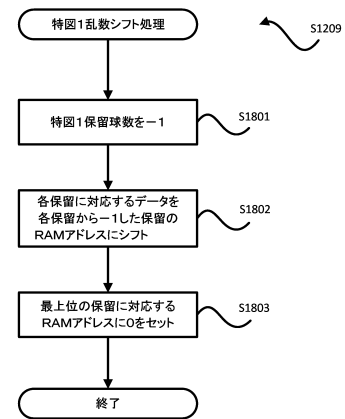 特図1乱数シフト処理
S1209
特図1保留球数を－1
S1801
各保留に対応するデータを
各保留から－1した保留の
RAMアドレスにシフト
S1802
最上位の保留に対応する
RAMアドレスに0をセット
S1803
終了